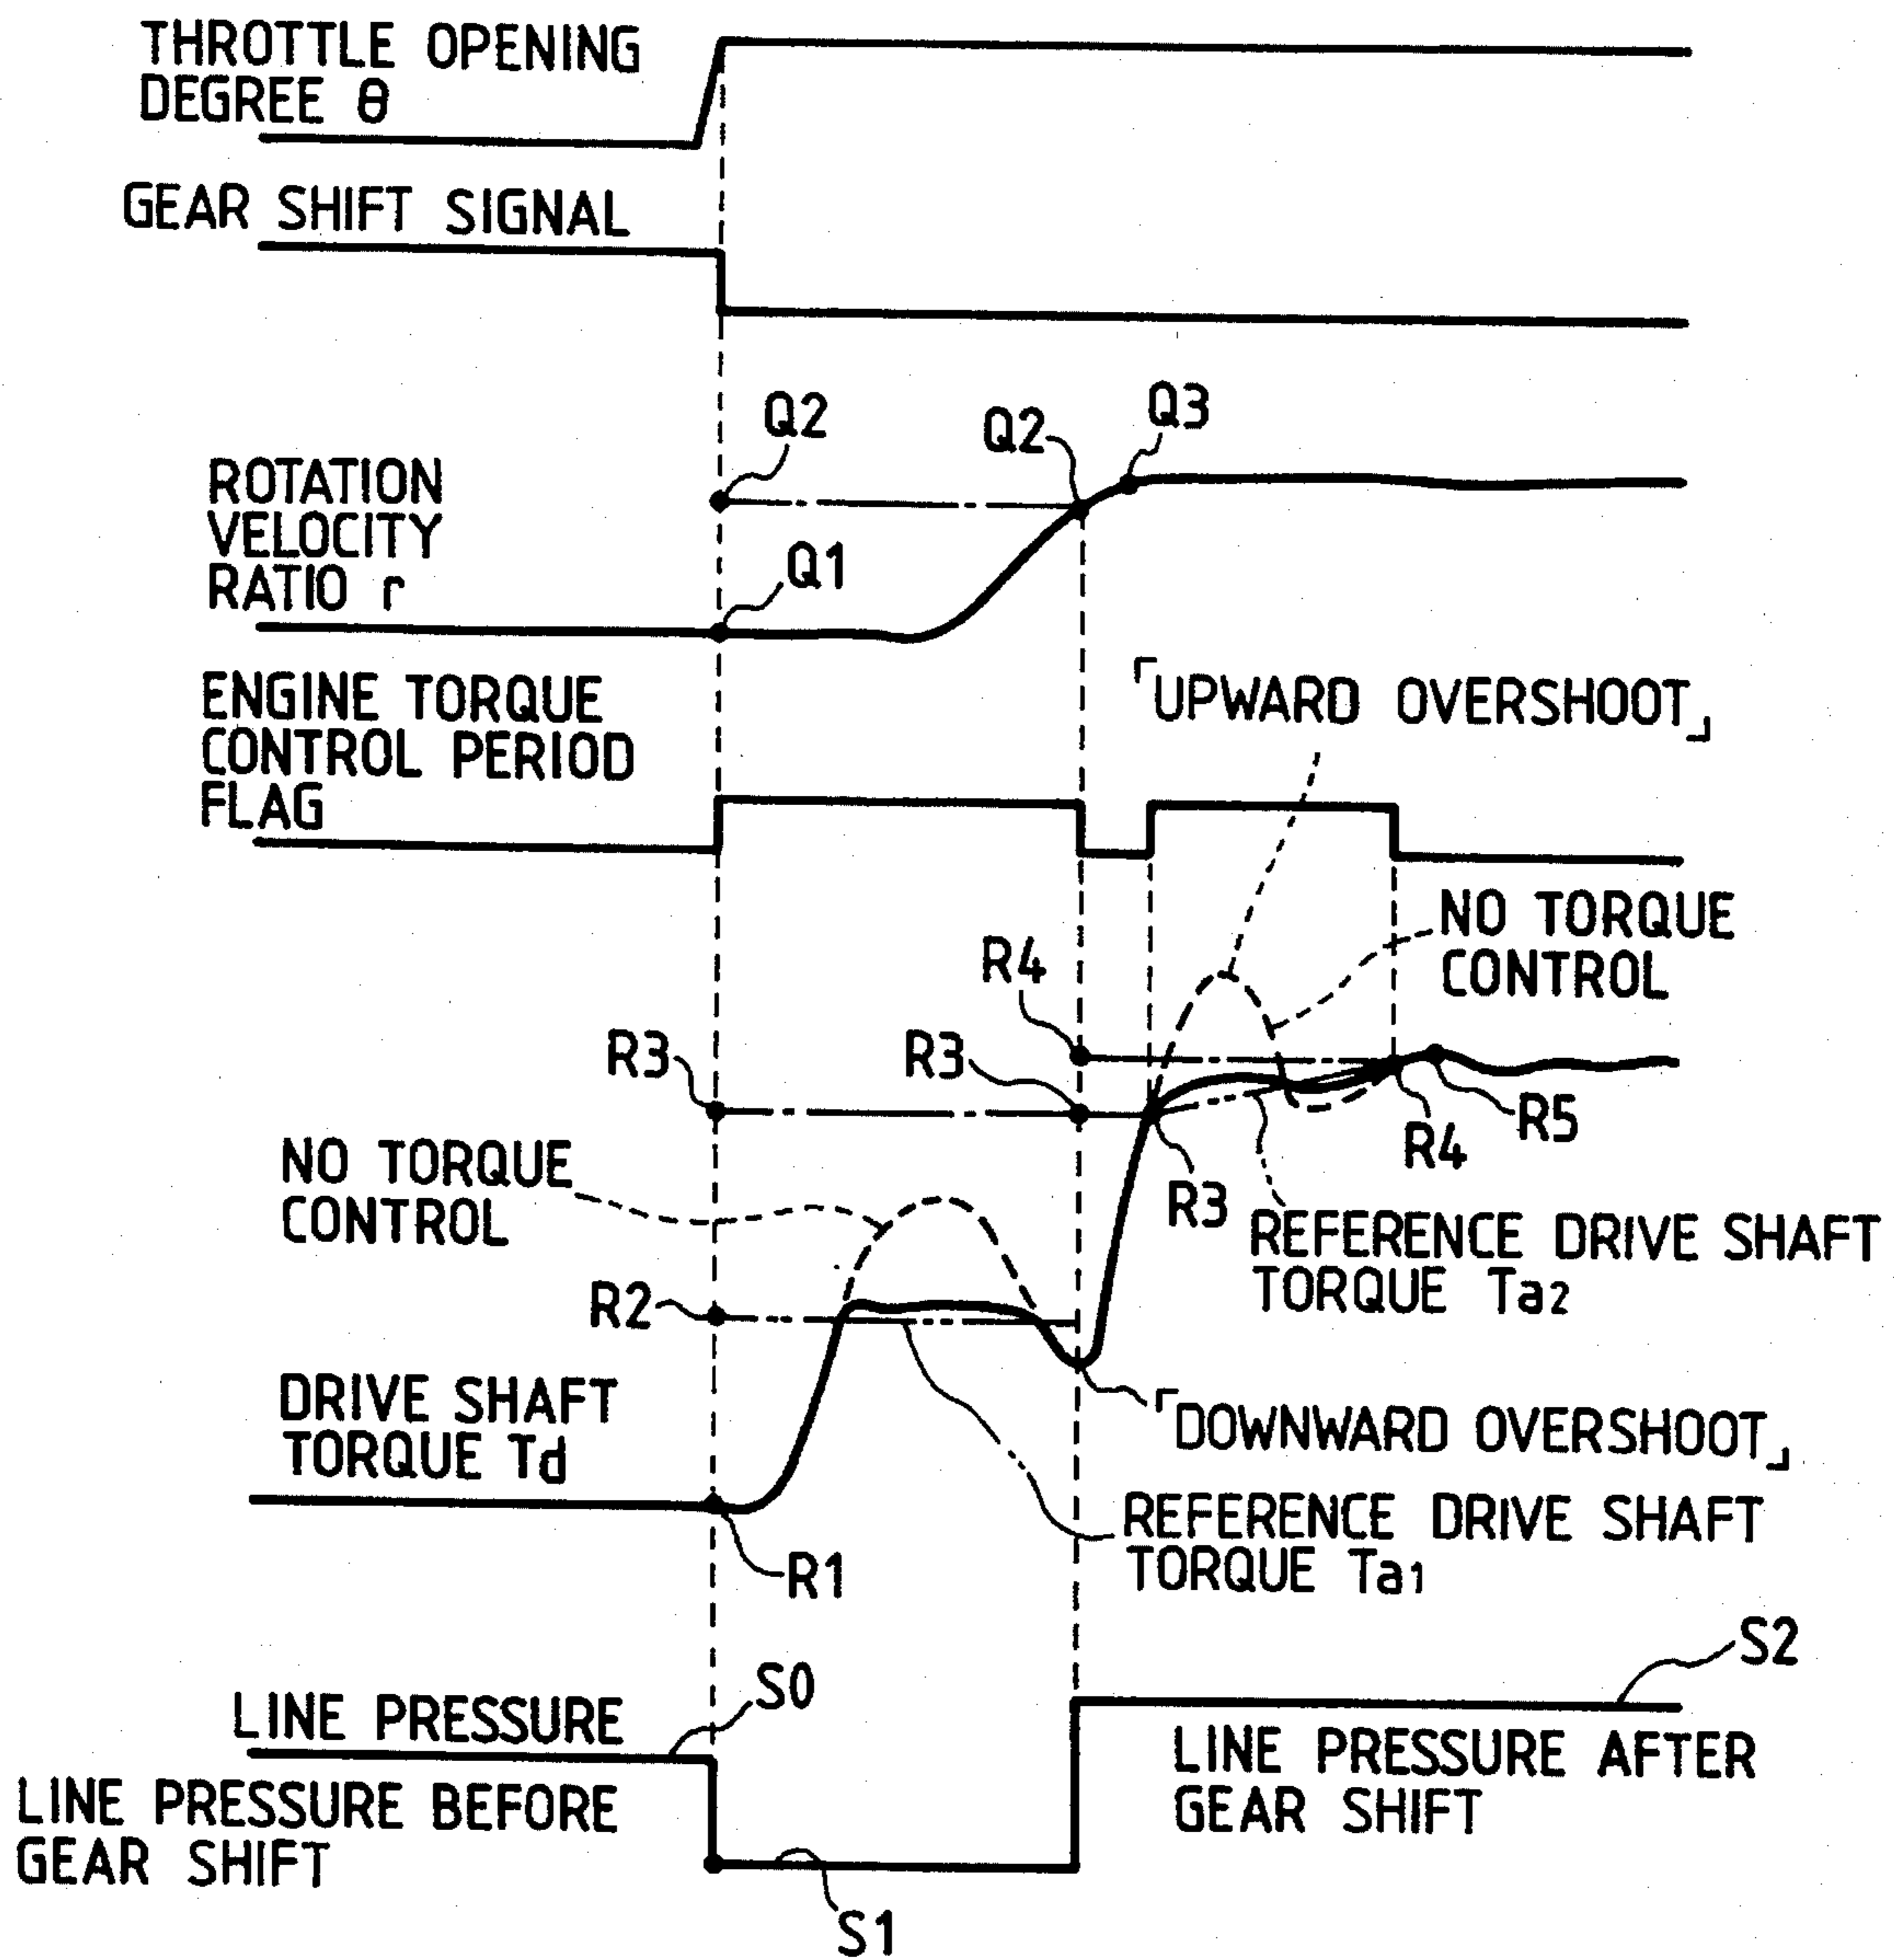 THROTTLE OPENING
DEGREE θ
GEAR SHIFT SIGNAL
Q2
Q2
Q3
ROTATION
VELOCITY
RATIO r
Q1
ENGINE TORQUE
CONTROL PERIOD
FLAG
「UPWARD OVERSHOOT」
NO TORQUE
CONTROL
R4
R3
R3
R5
R4
R3
NO TORQUE
CONTROL
REFERENCE DRIVE SHAFT
TORQUE Ta2
R2
DRIVE SHAFT
TORQUE Td
「DOWNWARD OVERSHOOT」
REFERENCE DRIVE SHAFT
TORQUE Ta1
R1
S2
S0
LINE PRESSURE
LINE PRESSURE AFTER
GEAR SHIFT
LINE PRESSURE BEFORE
GEAR SHIFT
S1